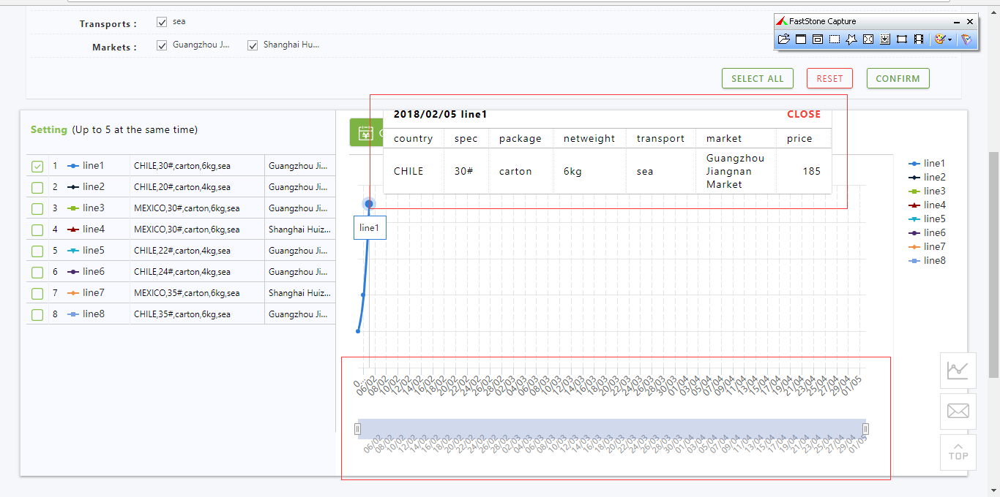 FastStone Capture
Transports :
sea
Markets :
Guangzhou J...
Shanghai Hu...
SELECT ALL
RESET
CONFIRM
Setting (Up to 5 at the same time)
1 line1 CHILE,30#,carton,6kg,sea Guangzhou Ji...
2 line2 CHILE,20#,carton,4kg,sea Guangzhou Ji...
3 line3 MEXICO,30#,carton,6kg,sea Guangzhou Ji...
4 line4 MEXICO,30#,carton,6kg,sea Shanghai Huiz...
5 line5 CHILE,22#,carton,4kg,sea Guangzhou Ji...
6 line6 CHILE,24#,carton,4kg,sea Guangzhou Ji...
7 line7 MEXICO,35#,carton,6kg,sea Shanghai Huiz...
8 line8 CHILE,35#,carton,6kg,sea Guangzhou Ji...
2018/02/05 line1
CLOSE
country spec package netweight transport market price
CHILE 30# carton 6kg sea Guangzhou Jiangnan Market 185
line1
line1
line2
line3
line4
line5
line6
line7
line8
0... 06/02 08/02 10/02 12/02 14/02 16/02 18/02 20/02 22/02 24/02 26/02 28/02 02/03 04/03 06/03 08/03 10/03 12/03 14/03 16/03 18/03 20/03 22/03 24/03 26/03 28/03 30/03 01/04 03/04 05/04 07/04 09/04 11/04 13/04 15/04 17/04 19/04 21/04 23/04 25/04 27/04 29/04 01/05
06/02 08/02 10/02 12/02 14/02 16/02 18/02 20/02 22/02 24/02 26/02 28/02 02/03 04/03 06/03 08/03 10/03 12/03 14/03 16/03 18/03 20/03 22/03 24/03 26/03 28/03 30/03 01/04 03/04 05/04 07/04 09/04 11/04 13/04 15/04 17/04 19/04 21/04 23/04 25/04 27/04 29/04 01/05
TOP